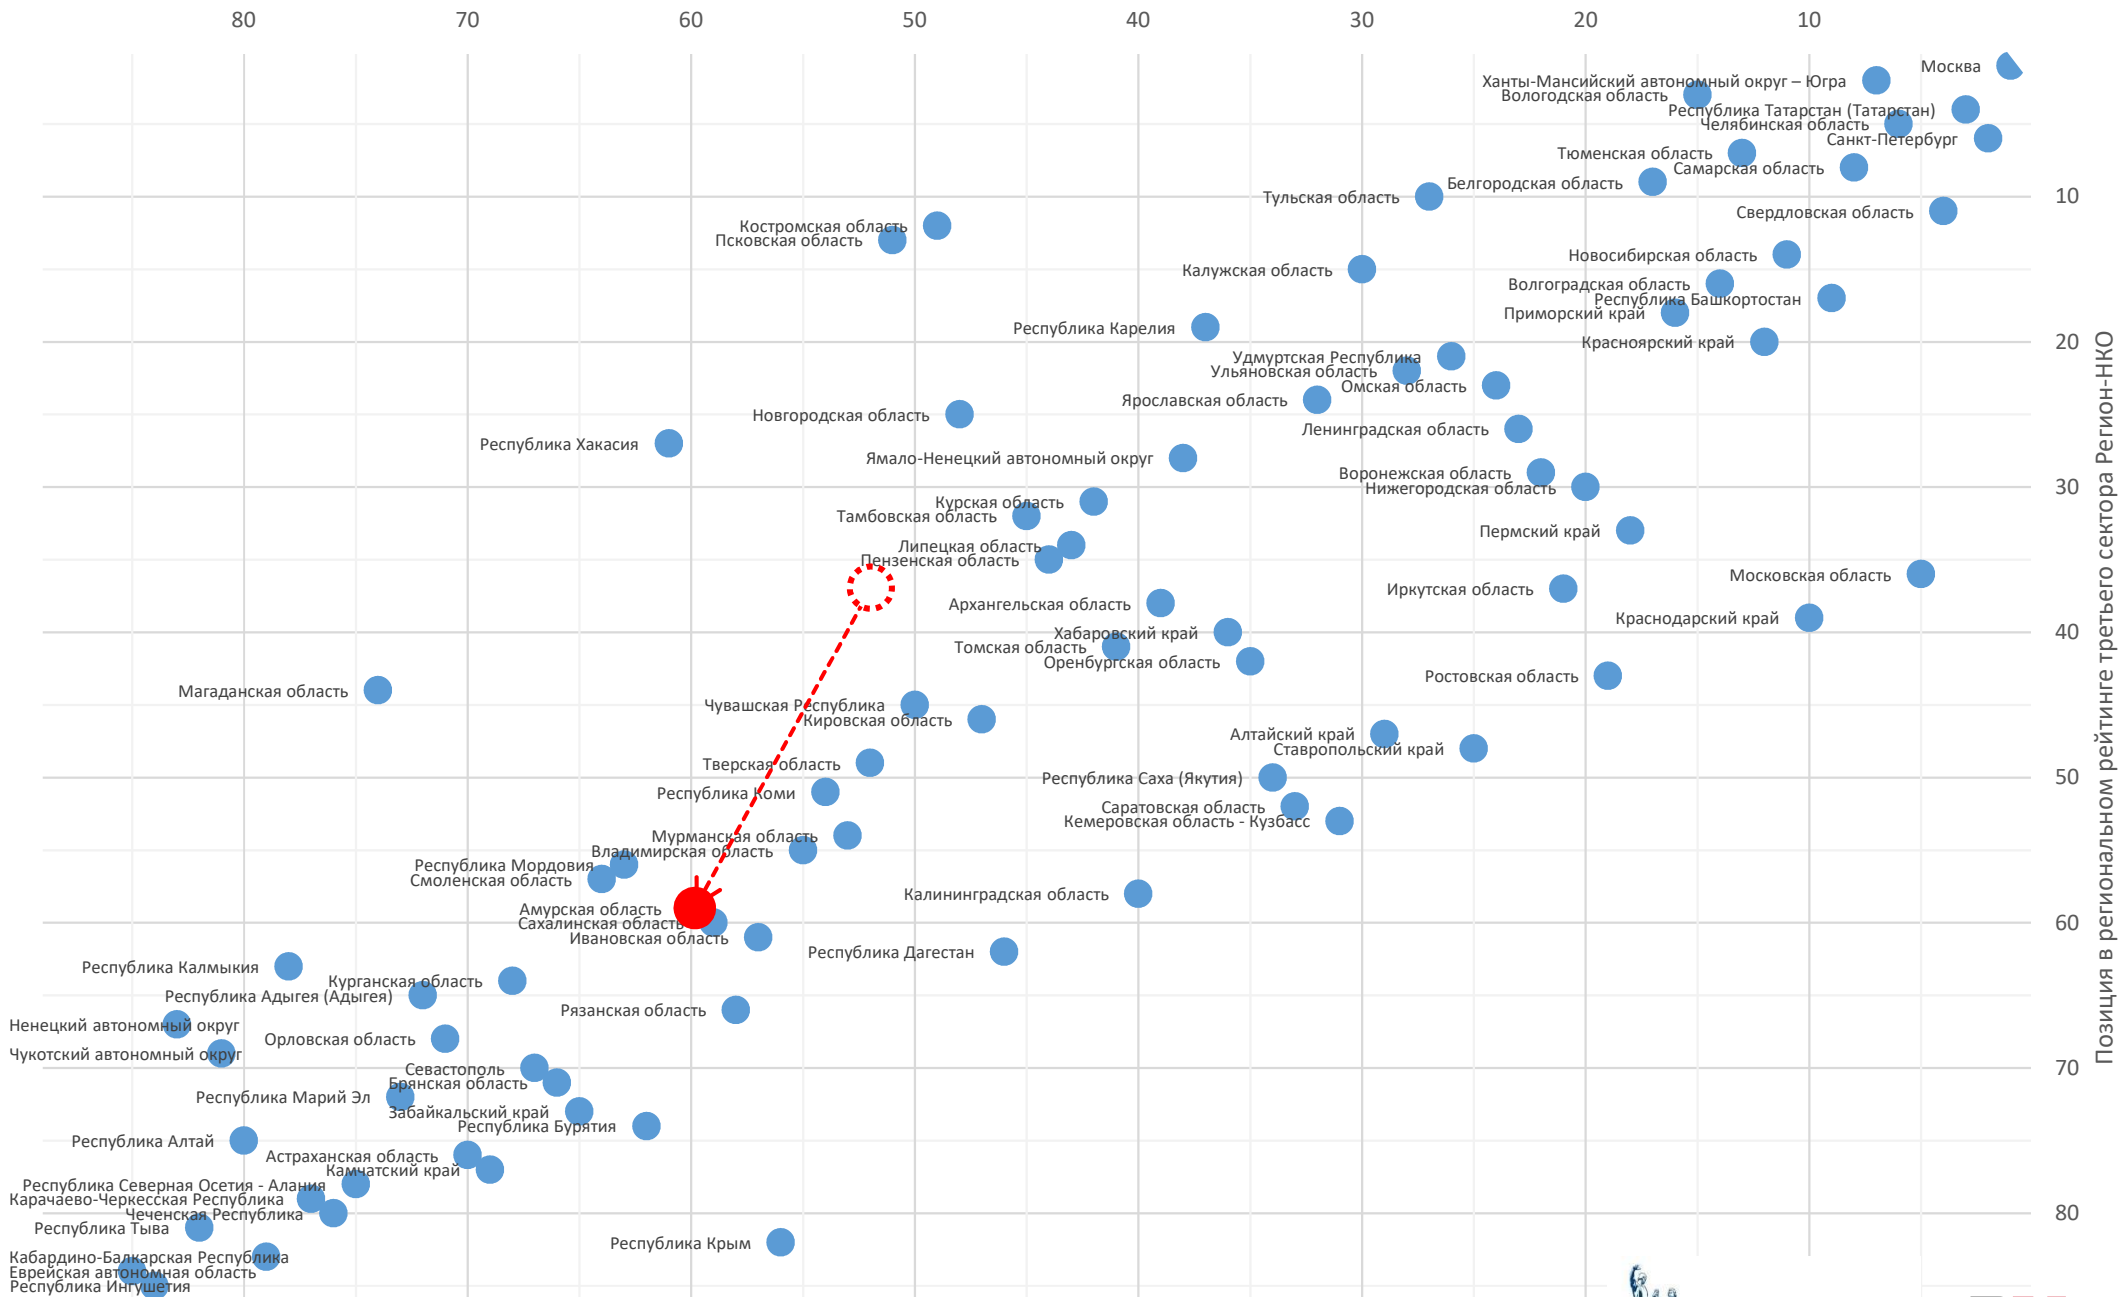 80 70 60 50 40 30 20 10
Москва
Ханты-Мансийский автономный округ – Югра
Вологодская область
Республика Татарстан (Татарстан)
Челябинская область
Санкт-Петербург
Тюменская область
Самарская область
Белгородская область
Тульская область
10
Свердловская область
Костромская область
Псковская область
Новосибирская область
Калужская область
Волгоградская область
Республика Башкортостан
Приморский край
Республика Карелия
Красноярский край
20
Удмуртская Республика
Ульяновская область
Омская область
Ярославская область
Новгородская область
Ленинградская область
Республика Хакасия
Ямало-Ненецкий автономный округ
Воронежская область
Нижегородская область
30
Курская область
Тамбовская область
Пермский край
Липецкая область
Пензенская область
Московская область
Иркутская область
Архангельская область
Краснодарский край
Хабаровский край
40
Томская область
Оренбургская область
Ростовская область
Магаданская область
Чувашская Республика
Кировская область
Алтайский край
Ставропольский край
Тверская область
Республика Саха (Якутия)
50
Республика Коми
Саратовская область
Кемеровская область - Кузбасс
Мурманская область
Владимирская область
Республика Мордовия
Смоленская область
Калининградская область
Амурская область
Сахалинская область
60
Ивановская область
Республика Дагестан
Республика Калмыкия
Курганская область
Республика Адыгея (Адыгея)
Рязанская область
Ненецкий автономный округ
Орловская область
Чукотский автономный округ
Севастополь
70
Брянская область
Республика Марий Эл
Забайкальский край
Республика Бурятия
Республика Алтай
Астраханская область
Камчатский край
Республика Северная Осетия - Алания
Карачаево-Черкесская Республика
Чеченская Республика
80
Республика Тыва
Республика Крым
Кабардино-Балкарская Республика
Еврейская автономная область
Республика Ингушетия
Позиция в региональном рейтинге третьего сектора Регион-НКО